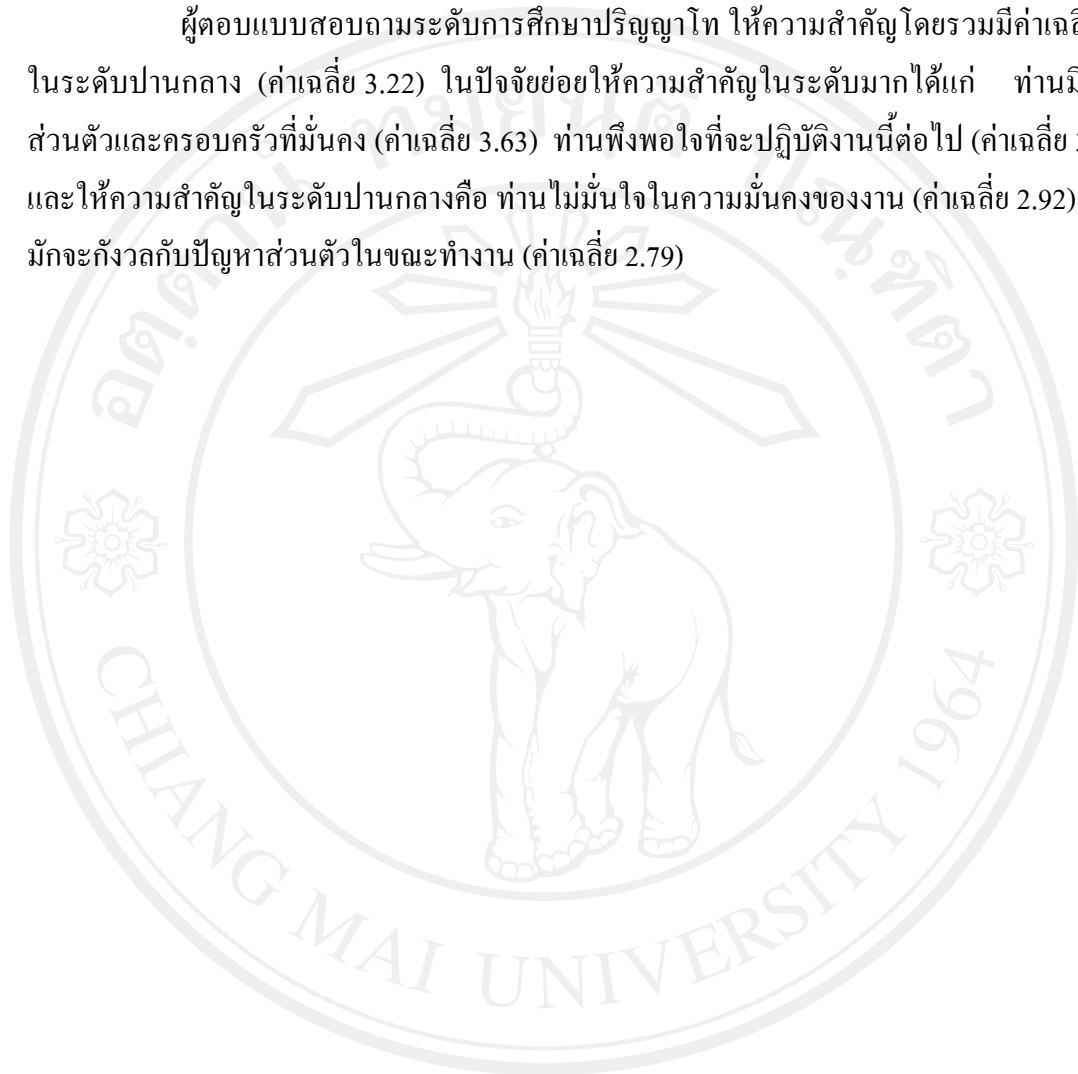 ผู้ตอบแบบสอบถามระดับการศึกษาปริญญาโท ให้ความสำคัญโดยรวมมีค่า
ในระดับปานกลาง (ค่าเฉลี่ย 3.22) ในปัจจัยย่อยให้ความสำคัญในระดับมากได้แก่ ท่าน
ส่วนตัวและครอบครัวที่มั่นคง (ค่าเฉลี่ย 3.63) ท่านพึงพอใจที่จะปฏิบัติงานนี้ต่อไป (ค่าเฉลี่ย
และให้ความสำคัญในระดับปานกลางคือ ท่านไม่มั่นใจในความมั่นคงของงาน (ค่าเฉลี่ย 2.92)
มักจะกังวลกับปัญหาส่วนตัวในขณะทำงาน (ค่าเฉลี่ย 2.79)
CHIANG MAI UNIVERSITY 1964